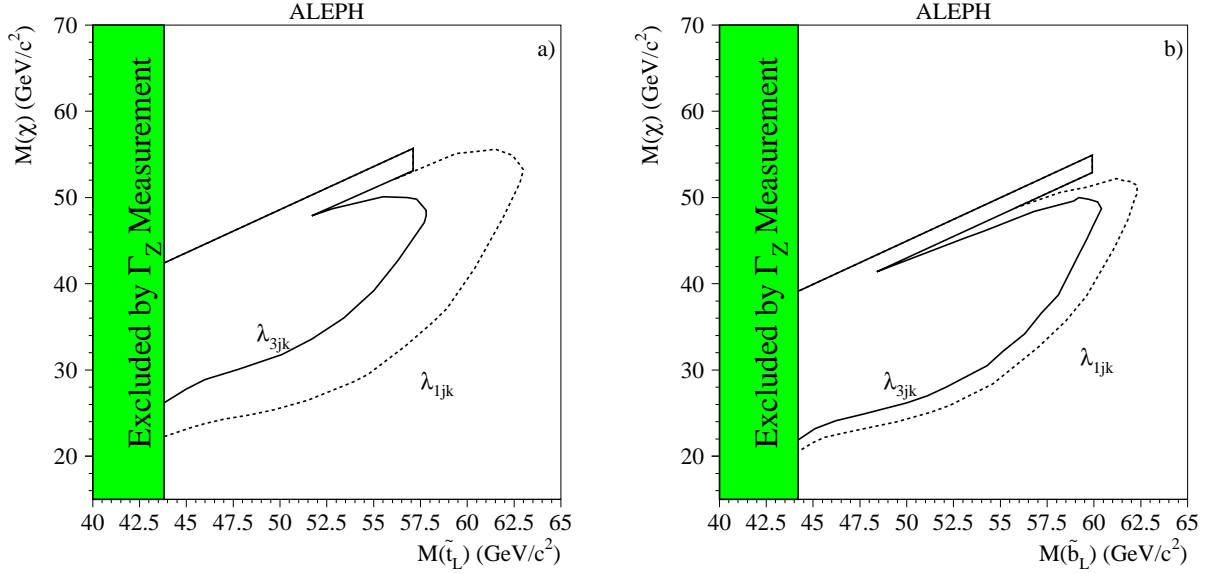 ALEPH
a)
M(χ) (GeV/c²)
70
60
50
40
30
20
Excluded by Γ_Z Measurement
λ_3jk
λ_1jk
40 42.5 45 47.5 50 52.5 55 57.5 60 62.5 65
M(t̃_L) (GeV/c²)
ALEPH
b)
M(χ) (GeV/c²)
70
60
50
40
30
20
Excluded by Γ_Z Measurement
λ_3jk
λ_1jk
40 42.5 45 47.5 50 52.5 55 57.5 60 62.5 65
M(b̃_L) (GeV/c²)